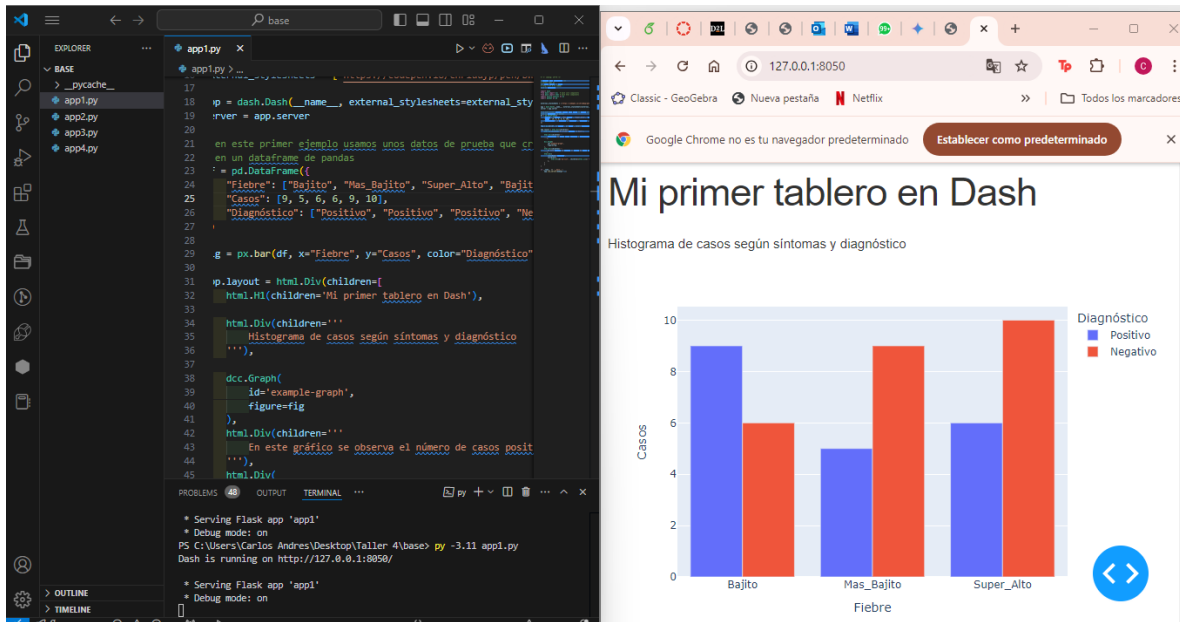 base
EXPLORER
BASE
__pycache__
app1.py
app2.py
app3.py
app4.py
OUTLINE
TIMELINE
app1.py
app1.py > ...
17
18 pp = dash.Dash(__name__, external_stylesheets=external_sty
19 erver = app.server
20
21 en este primer ejemplo usamos unos datos de prueba que cr
22 en un dataframe de pandas
23 f = pd.DataFrame({
24 "Fiebre": ["Bajito", "Mas_Bajito", "Super_Alto", "Bajit
25 "Casos": [9, 5, 6, 6, 9, 10],
26 "Diagnóstico": ["Positivo", "Positivo", "Positivo", "Ne
27
28
29 .g = px.bar(df, x="Fiebre", y="Casos", color="Diagnóstico"
30
31 pp.layout = html.Div(children=[
32 html.H1(children='Mi primer tablero en Dash'),
33
34 html.Div(children='''
35 Histograma de casos según síntomas y diagnóstico
36 '''),
37
38 dcc.Graph(
39 id='example-graph',
40 figure=fig
41 ),
42 html.Div(children='''
43 En este gráfico se observa el número de casos posit
44 '''),
45 html.Div(
PROBLEMS 48 OUTPUT TERMINAL ... py
* Serving Flask app 'app1'
* Debug mode: on
PS C:\Users\Carlos Andres\Desktop\Taller 4\base> py -3.11 app1.py
Dash is running on http://127.0.0.1:8050/
* Serving Flask app 'app1'
* Debug mode: on
127.0.0.1:8050
Classic - GeoGebra Nueva pestaña Netflix » Todos los marcadores
Google Chrome no es tu navegador predeterminado Establecer como predeterminado
Mi primer tablero en Dash
Histograma de casos según síntomas y diagnóstico
Diagnóstico
Positivo
Negativo
10
8
6
4
2
0
Casos
Bajito Mas_Bajito Super_Alto
Fiebre